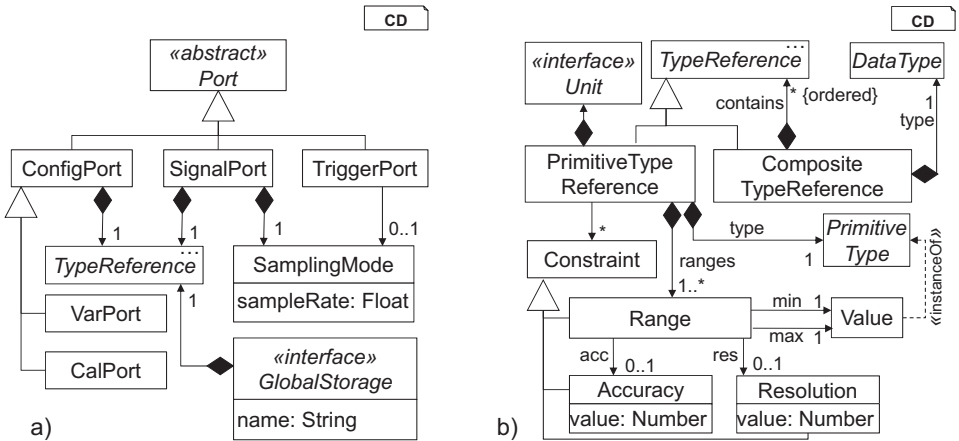 CD
«abstract»
Port
ConfigPort
SignalPort
TriggerPort
1
1
1
0..1
TypeReference
...
1
SamplingMode
sampleRate: Float
VarPort
CalPort
«interface»
GlobalStorage
name: String
a)
CD
«interface»
Unit
TypeReference
...
DataType
contains
* {ordered}
1
type
PrimitiveType
Reference
Composite
TypeReference
*
type
1
Primitive
Type
Constraint
ranges
1..*
«instanceOf»
Range
min 1
max 1
Value
acc
0..1
res
0..1
Accuracy
value: Number
Resolution
value: Number
b)